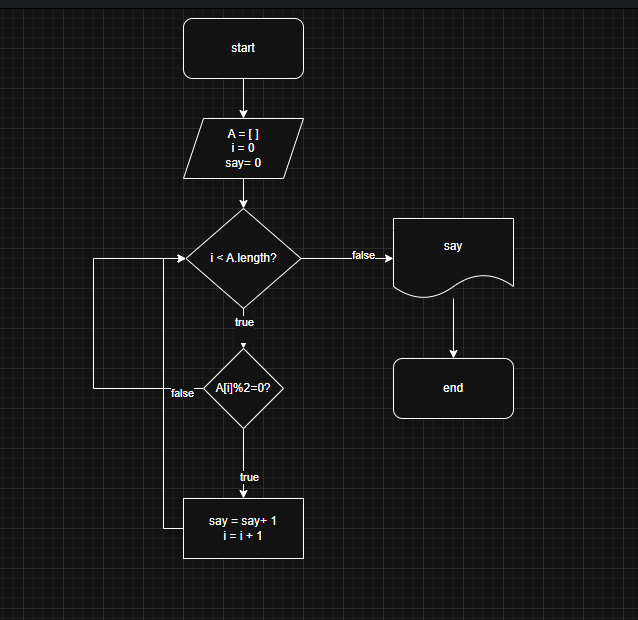 start
A = [ ]
i = 0
say= 0
i < A.length?
false
say
true
A[i]%2=0?
false
end
true
say = say+ 1
i = i + 1